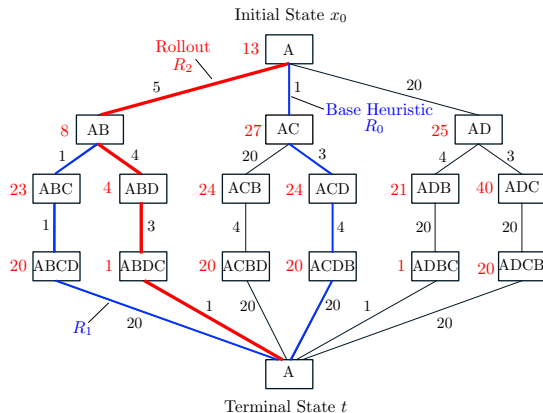 Initial State x₀
13 A
Rollout
R₂
5 1 20
Base Heuristic
R₀
8 AB 27 AC 25 AD
1 4 20 3 4 3
23 ABC 4 ABD 24 ACB 24 ACD 21 ADB 40 ADC
1 3 4 4 20 20
20 ABCD 1 ABDC 20 ACBD 20 ACDB 1 ADBC 20 ADCB
R₁ 20 1 20 20 1 20
A
Terminal State t